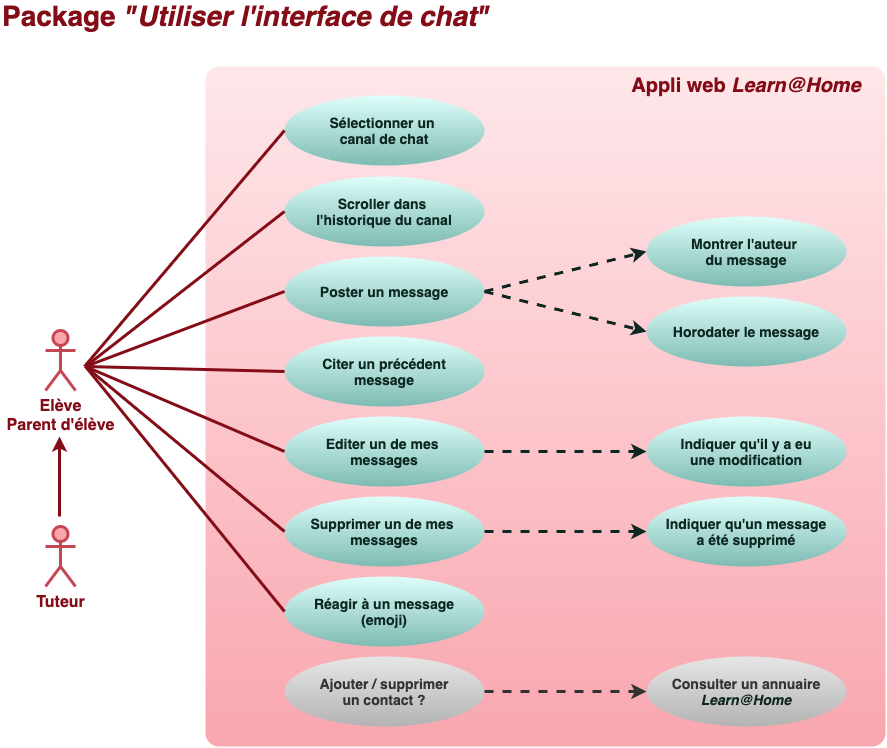 Package "Utiliser l'interface de chat"
Appli web Learn@Home
Sélectionner un
canal de chat
Scroller dans
l'historique du canal
Poster un message
Montrer l'auteur
du message
Horodater le message
Citer un précédent
message
Elève
Parent d'élève
Editer un de mes
messages
Indiquer qu'il y a eu
une modification
Supprimer un de mes
messages
Indiquer qu'un message
a été supprimé
Tuteur
Réagir à un message
(emoji)
Ajouter / supprimer
un contact ?
Consulter un annuaire
Learn@Home